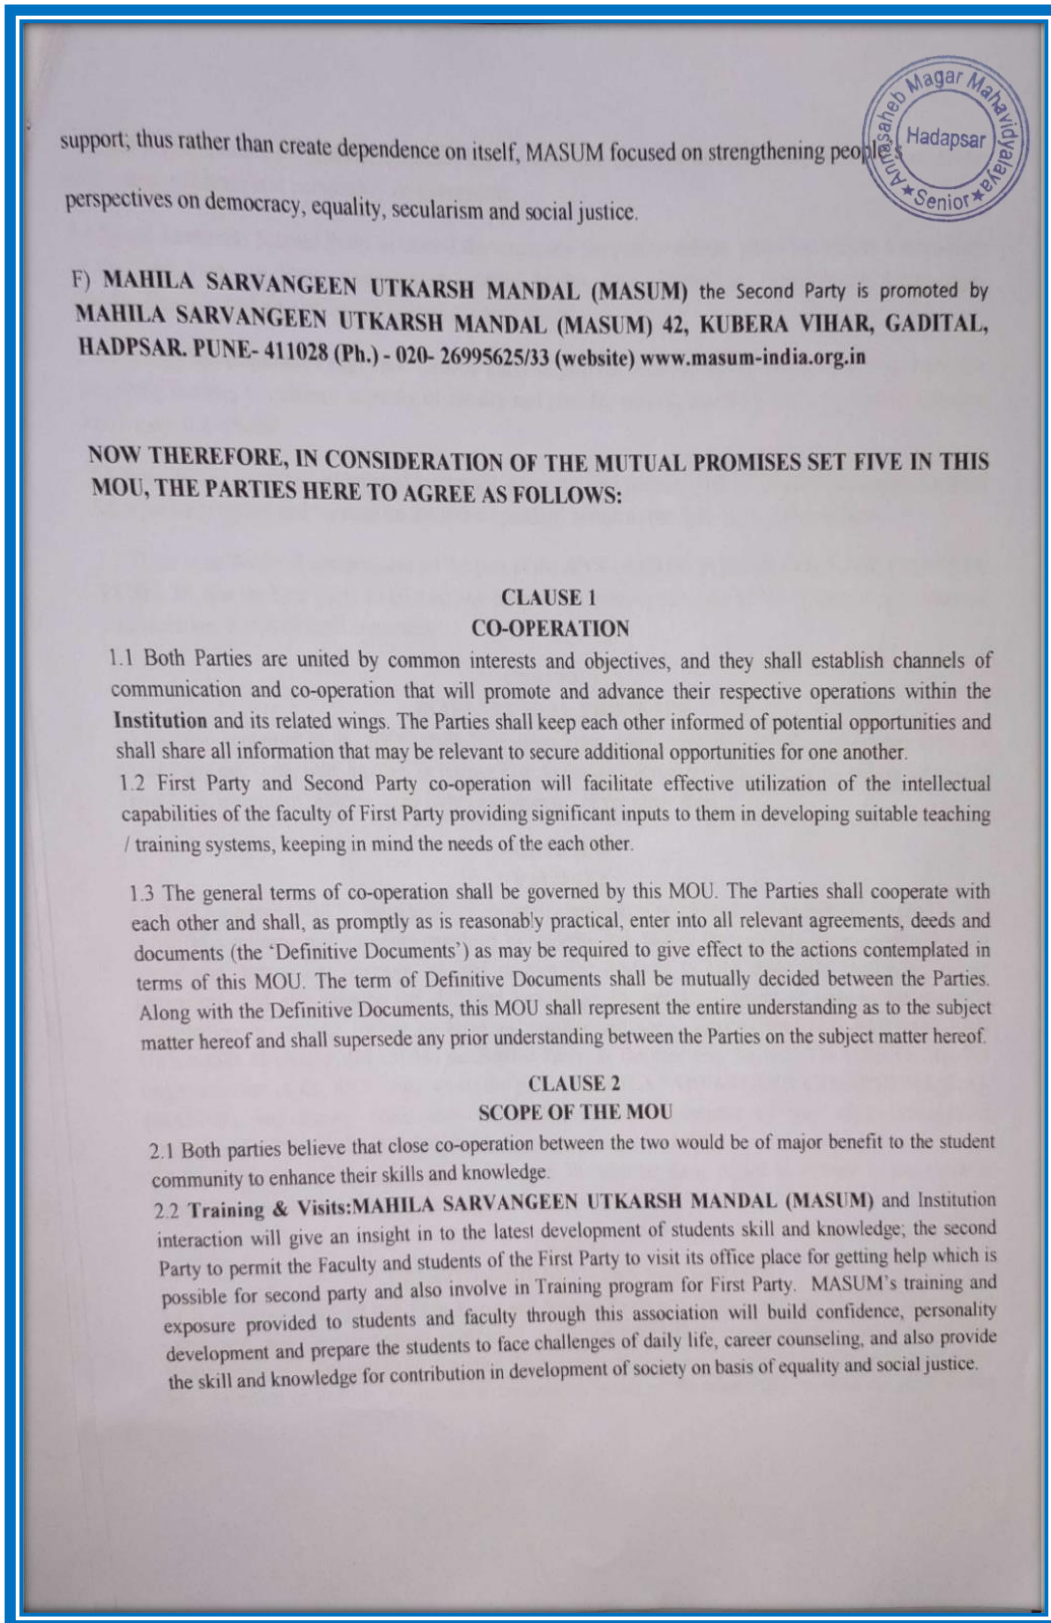 Annasaheb Magar Mahavidyalaya
Hadapsar
★ Senior ★
support; thus rather than create dependence on itself, MASUM focused on strengthening people's
perspectives on democracy, equality, secularism and social justice.
F) MAHILA SARVANGEEN UTKARSH MANDAL (MASUM) the Second Party is promoted by
MAHILA SARVANGEEN UTKARSH MANDAL (MASUM) 42, KUBERA VIHAR, GADITAL,
HADPSAR. PUNE- 411028 (Ph.) - 020- 26995625/33 (website) www.masum-india.org.in
NOW THEREFORE, IN CONSIDERATION OF THE MUTUAL PROMISES SET FIVE IN THIS
MOU, THE PARTIES HERE TO AGREE AS FOLLOWS:
CLAUSE 1
CO-OPERATION
1.1 Both Parties are united by common interests and objectives, and they shall establish channels of
communication and co-operation that will promote and advance their respective operations within the
Institution and its related wings. The Parties shall keep each other informed of potential opportunities and
shall share all information that may be relevant to secure additional opportunities for one another.
1.2 First Party and Second Party co-operation will facilitate effective utilization of the intellectual
capabilities of the faculty of First Party providing significant inputs to them in developing suitable teaching
/ training systems, keeping in mind the needs of the each other.
1.3 The general terms of co-operation shall be governed by this MOU. The Parties shall cooperate with
each other and shall, as promptly as is reasonably practical, enter into all relevant agreements, deeds and
documents (the ‘Definitive Documents’) as may be required to give effect to the actions contemplated in
terms of this MOU. The term of Definitive Documents shall be mutually decided between the Parties.
Along with the Definitive Documents, this MOU shall represent the entire understanding as to the subject
matter hereof and shall supersede any prior understanding between the Parties on the subject matter hereof.
CLAUSE 2
SCOPE OF THE MOU
2.1 Both parties believe that close co-operation between the two would be of major benefit to the student
community to enhance their skills and knowledge.
2.2 Training & Visits:MAHILA SARVANGEEN UTKARSH MANDAL (MASUM) and Institution
interaction will give an insight in to the latest development of students skill and knowledge; the second
Party to permit the Faculty and students of the First Party to visit its office place for getting help which is
possible for second party and also involve in Training program for First Party. MASUM’s training and
exposure provided to students and faculty through this association will build confidence, personality
development and prepare the students to face challenges of daily life, career counseling, and also provide
the skill and knowledge for contribution in development of society on basis of equality and social justice.